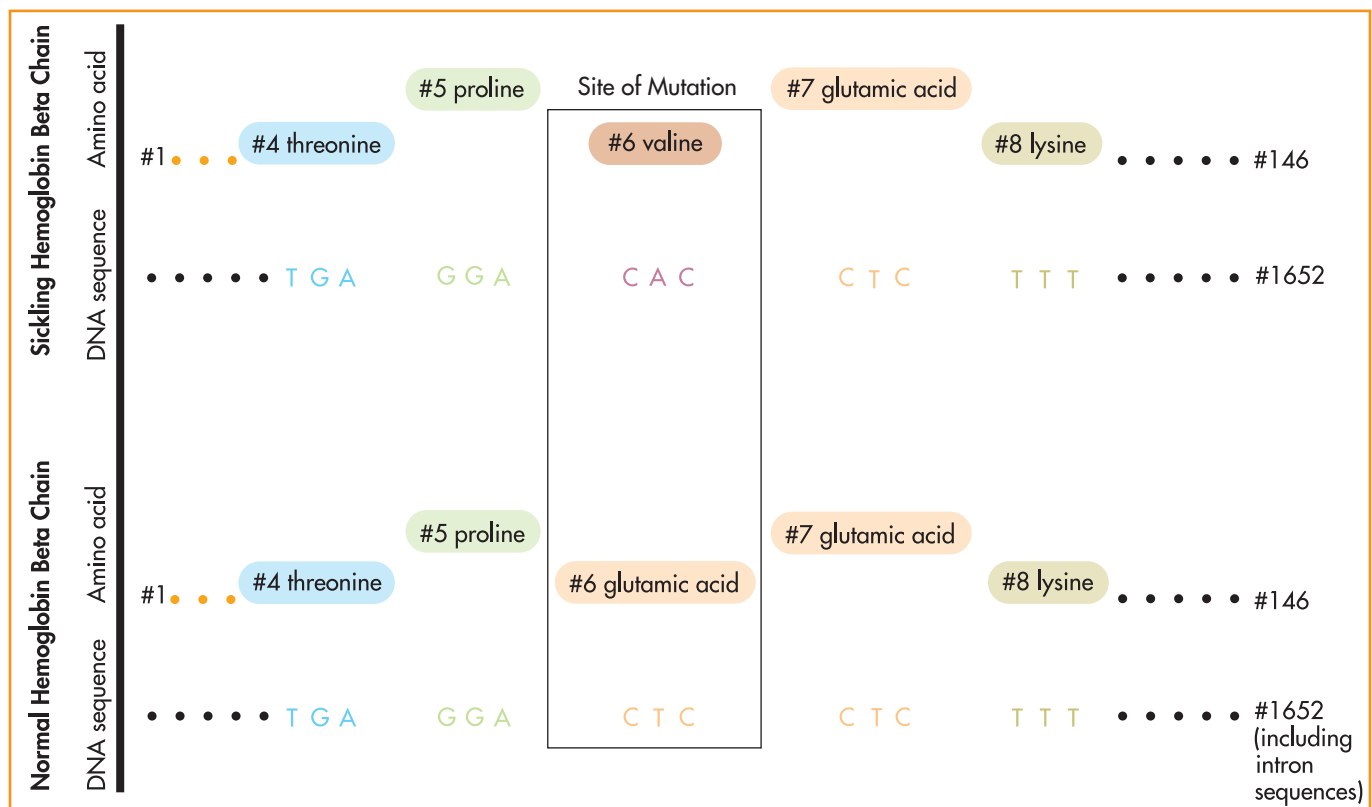 Sickling Hemoglobin Beta Chain
Amino acid
#5 proline
Site of Mutation
#7 glutamic acid
#1
#4 threonine
#6 valine
#8 lysine
#146
DNA sequence
T G A
G G A
C A C
C T C
T T T
#1652
Normal Hemoglobin Beta Chain
Amino acid
#5 proline
#7 glutamic acid
#1
#4 threonine
#6 glutamic acid
#8 lysine
#146
DNA sequence
T G A
G G A
C T C
C T C
T T T
#1652
(including
intron
sequences)